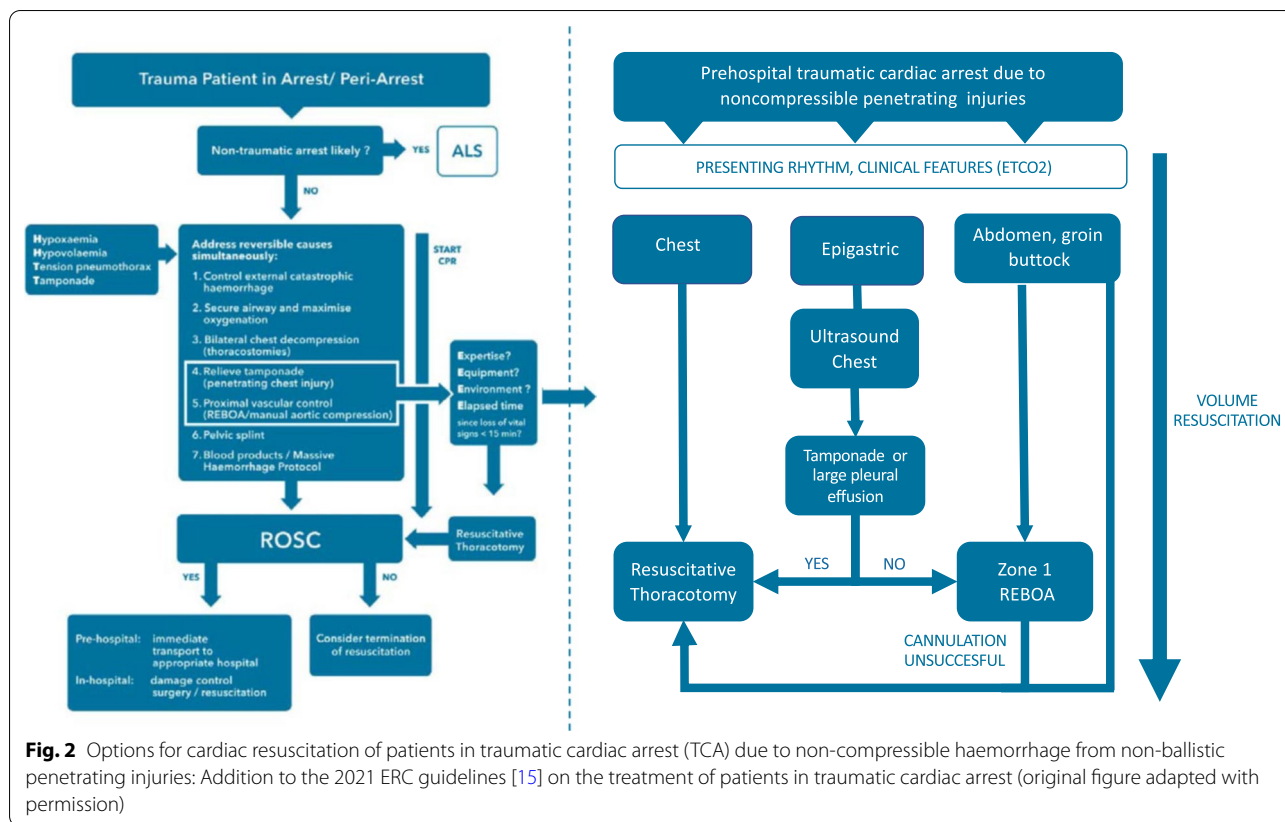 Trauma Patient in Arrest/ Peri-Arrest
Non-traumatic arrest likely ?
YES
ALS
NO
Hypoxaemia
Hypovolaemia
Tension pneumothorax
Tamponade
Address reversible causes
simultaneously:
1. Control external catastrophic
haemorrhage
2. Secure airway and maximise
oxygenation
3. Bilateral chest decompression
(thoracostomies)
4. Relieve tamponade
(penetrating chest injury)
5. Proximal vascular control
(REBOA/manual aortic compression)
6. Pelvic splint
7. Blood products / Massive
Haemorrhage Protocol
START
CPR
Expertise?
Equipment?
Environment ?
Elapsed time
since loss of vital
signs < 15 min?
ROSC
Resuscitative
Thoracotomy
YES
NO
Pre-hospital: immediate
transport to
appropriate hospital
In-hospital: damage control
surgery / resuscitation
Consider termination
of resuscitation
Prehospital traumatic cardiac arrest due to
noncompressible penetrating injuries
PRESENTING RHYTHM, CLINICAL FEATURES (ETCO2)
Chest
Epigastric
Abdomen, groin
buttock
Ultrasound
Chest
Tamponade or
large pleural
effusion
VOLUME
RESUSCITATION
Resuscitative
Thoracotomy
YES
NO
Zone 1
REBOA
CANNULATION
UNSUCCESFUL
Fig. 2 Options for cardiac resuscitation of patients in traumatic cardiac arrest (TCA) due to non-compressible haemorrhage from non-ballistic
penetrating injuries: Addition to the 2021 ERC guidelines [15] on the treatment of patients in traumatic cardiac arrest (original figure adapted with
permission)